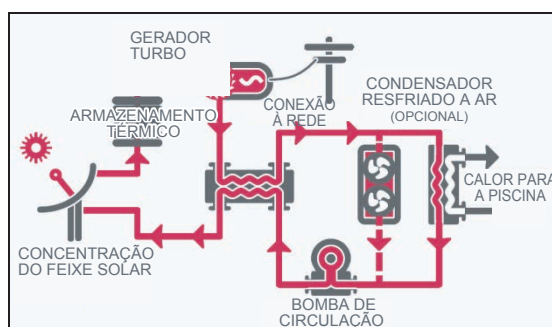 GERADOR
TURBO
CONEXÃO
À REDE
CONDENSADOR
RESFRIADO A AR
(OPCIONAL)
ARMAZENAMENTO
TÉRMICO
CALOR PARA
A PISCINA
CONCENTRAÇÃO
DO FEIXE SOLAR
BOMBA DE
CIRCULAÇÃO